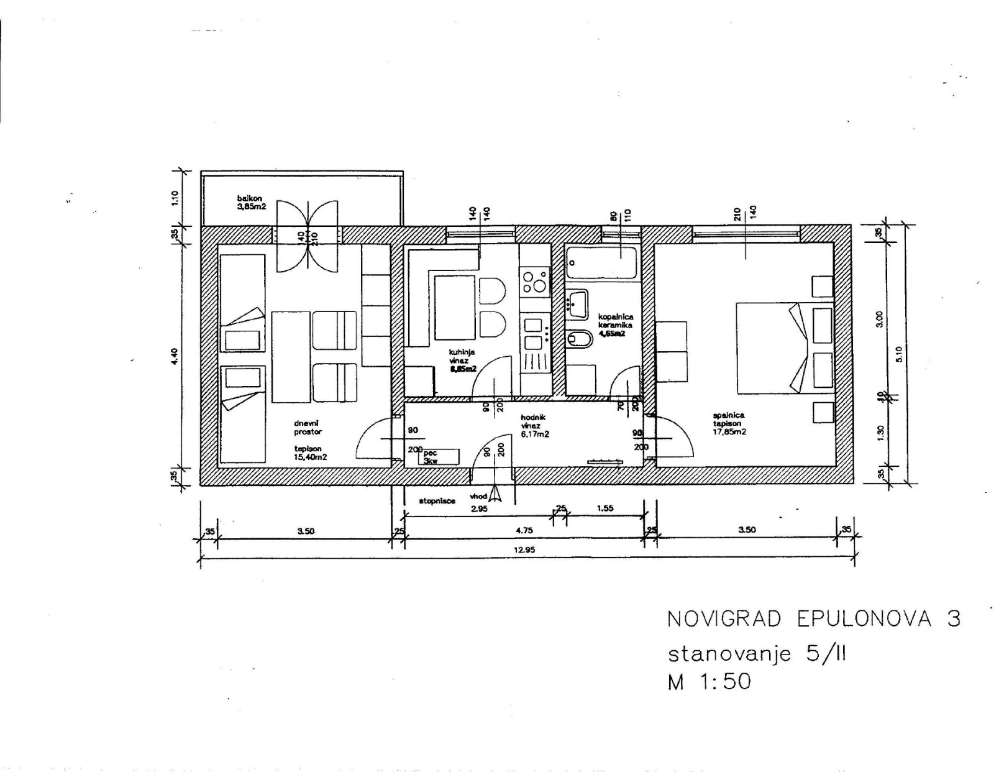 balkon
3,85m2
1.10
,35
4.40
,35
140
140
80
110
210
140
40
210
,35
3.00
,10
1.30
,35
5.10
kopalnica
keramika
4,65m2
kuhinja
vinaz
8,85m2
90
200
70
200
hodnik
vinaz
6,17m2
spalnica
tapison
17,85m2
dnevni
prostor
tapison
15,40m2
90
200
pec
3kw
90
200
90
200
stopnisce
vhod
2.95
,25
1.55
,35
3.50
,25
4.75
,25
3.50
,35
12.95
NOVIGRAD EPULONOVA 3
stanovanje 5/II
M 1:50